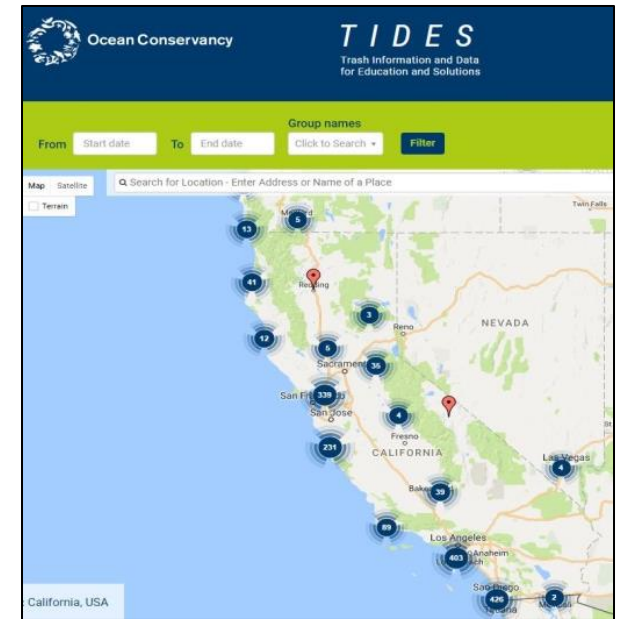 Ocean Conservancy
TIDES
Trash Information and Data
for Education and Solutions
Group names
From Start date To End date Click to Search Filter
Map Satellite Search for Location - Enter Address or Name of a Place
Terrain
Twin Falls
5
13
41
Redding
3
Reno
NEVADA
12
5
Sacramento
36
San Francisco
339
San Jose
4
Fresno
231
CALIFORNIA
Las Vegas
4
39
89
Los Angeles
403
Anaheim
San Diego
426
2
California, USA